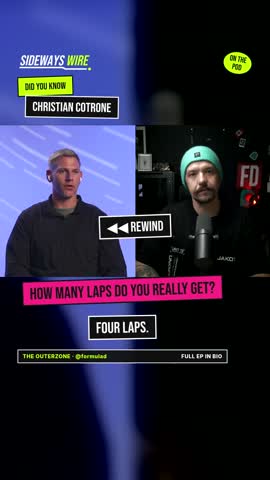 SIDEWAYS WIRE.
ON THE
POD
DID YOU KNOW
CHRISTIAN COTRONE
FD
REWIND
HOW MANY LAPS DO YOU REALLY GET?
FOUR LAPS.
THE OUTERZONE - @formulad
FULL EP IN BIO